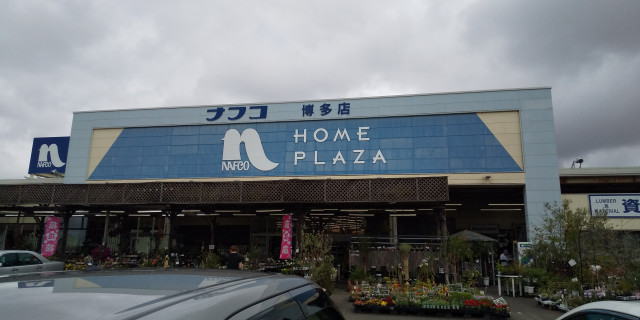 ナフコ 博多店
HOME
PLAZA
NAFCO
NAFCO
LUMBER
&
MATERIAL
資